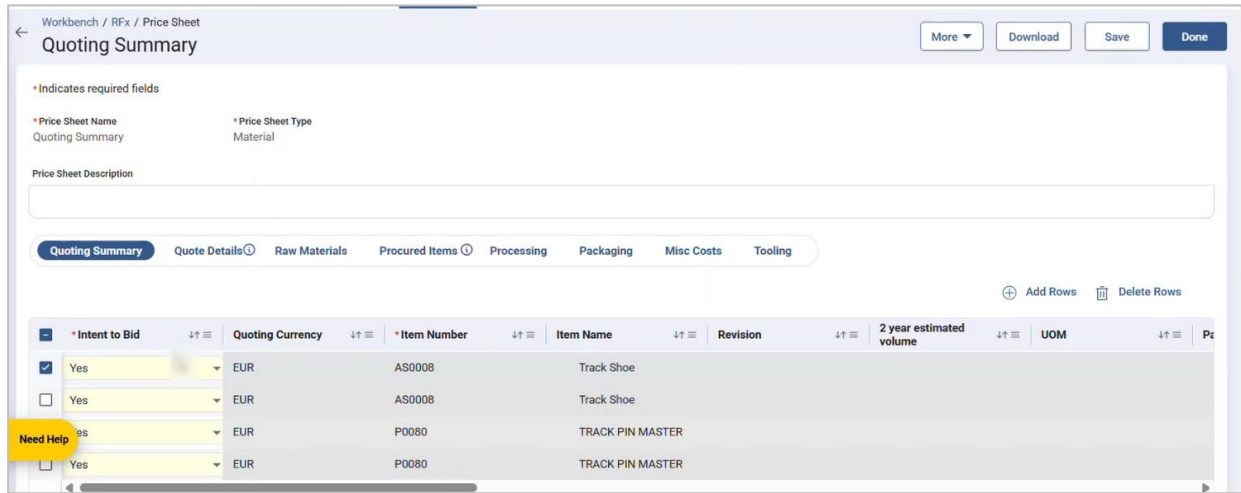 Workbench / RFx / Price Sheet
Quoting Summary
More
Download
Save
Done
* Indicates required fields
* Price Sheet Name
* Price Sheet Type
Quoting Summary
Material
Price Sheet Description
Quoting Summary Quote Details Raw Materials Procured Items Processing Packaging Misc Costs Tooling
Add Rows Delete Rows
* Intent to Bid Quoting Currency * Item Number Item Name Revision 2 year estimated volume UOM
Yes EUR AS0008 Track Shoe
Yes EUR AS0008 Track Shoe
EUR P0080 TRACK PIN MASTER
Need Help
Yes EUR P0080 TRACK PIN MASTER